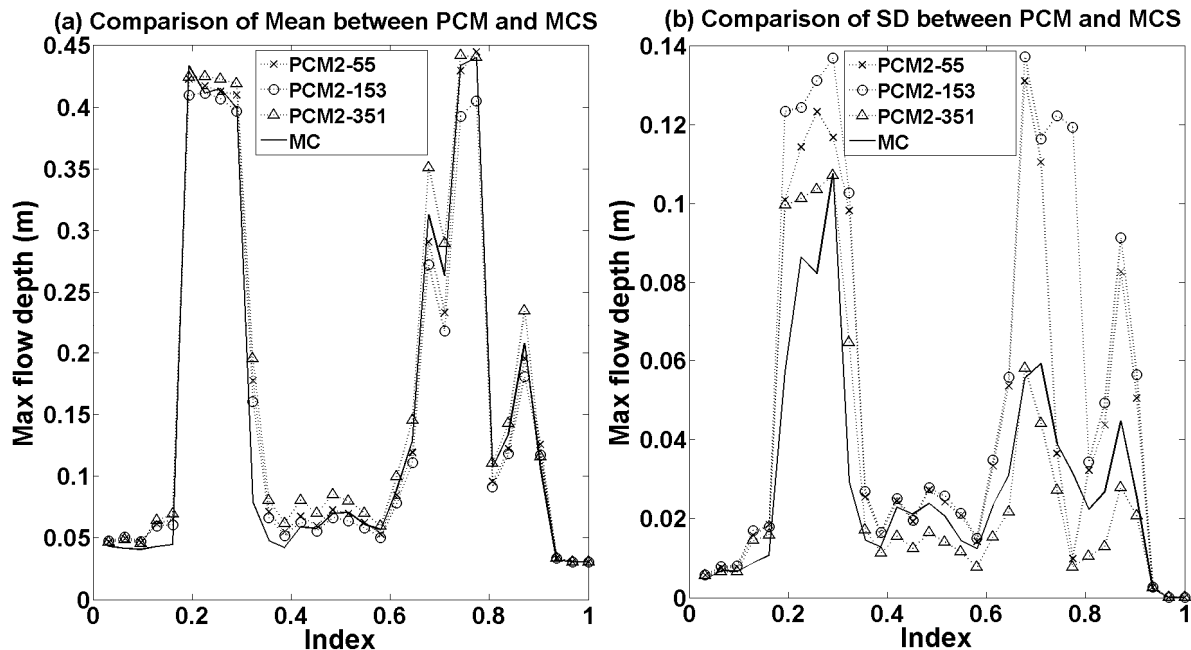 (a) Comparison of Mean between PCM and MCS
0.45
0.4
0.35
0.3
0.25
0.2
0.15
0.1
0.05
0
Max flow depth (m)
PCM2-55
PCM2-153
PCM2-351
MC
0
0.2
0.4
0.6
0.8
1
Index
(b) Comparison of SD between PCM and MCS
0.14
0.12
0.1
0.08
0.06
0.04
0.02
0
Max flow depth (m)
PCM2-55
PCM2-153
PCM2-351
MC
0
0.2
0.4
0.6
0.8
1
Index